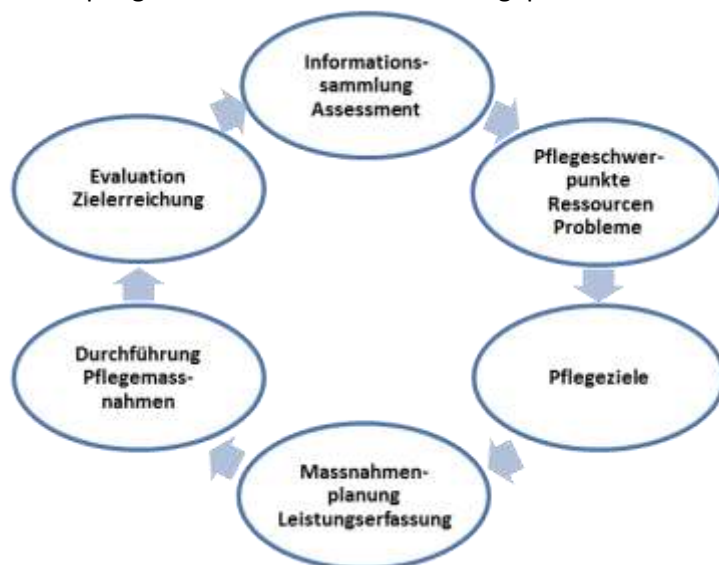 Informations-
sammlung
Assessment
Pflegeschwer-
punkte
Ressourcen
Probleme
Pflegeziele
Massnahmen-
planung
Leistungserfassung
Durchführung
Pflegemass-
nahmen
Evaluation
Zielerreichung